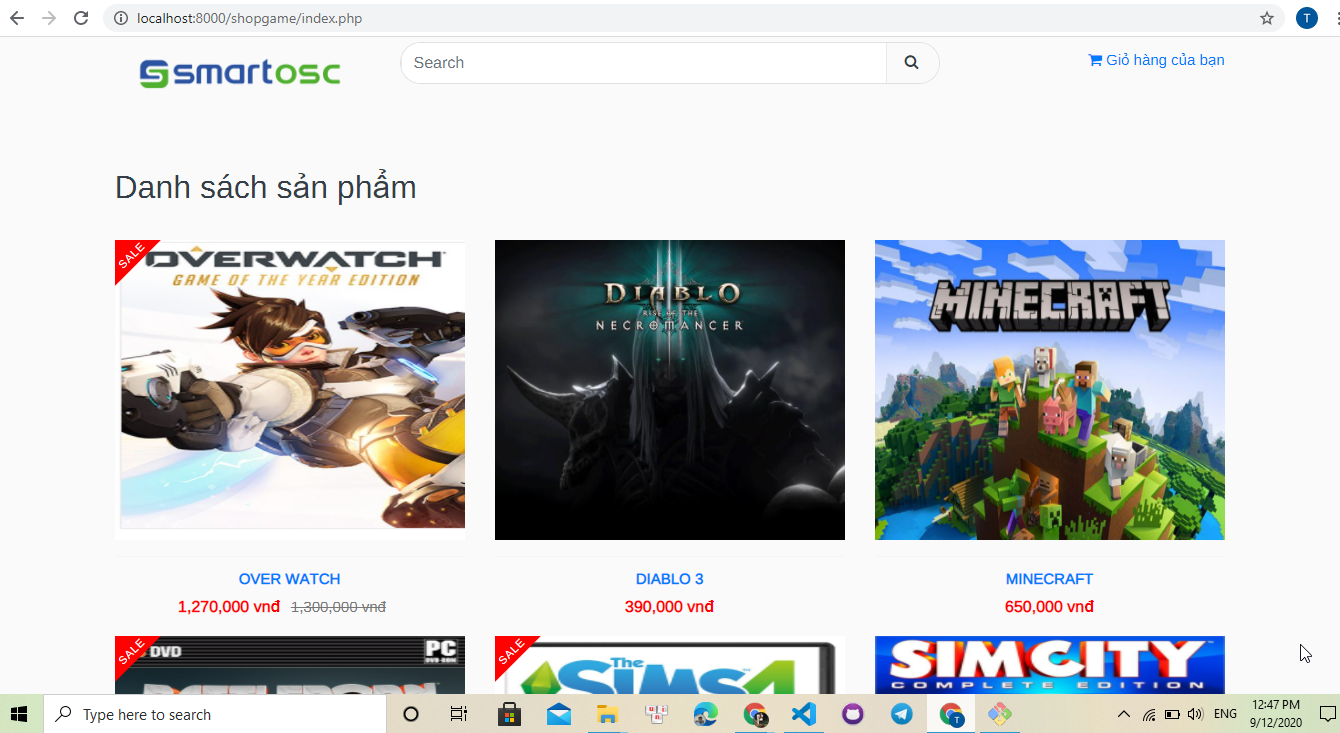 localhost:8000/shopgame/index.php
T
smartosc
Search
Giỏ hàng của bạn
Danh sách sản phẩm
SALE
OVERWATCH
GAME OF THE YEAR EDITION
DIABLO
RISE OF THE
NECROMANCER
MINECRAFT
OVER WATCH
DIABLO 3
MINECRAFT
1,270,000 vnđ 1,300,000 vnđ
390,000 vnđ
650,000 vnđ
SALE
DVD
PC
DVD-ROM
SALE
The
SIMS 4
SIMCITY
COMPLETE EDITION
Type here to search
T
ENG
12:47 PM
9/12/2020